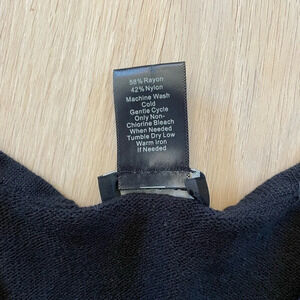 58% Rayon
42% Nylon
Machine Wash
Cold
Gentle Cycle
Only Non-
Chlorine Bleach
When Needed
Tumble Dry Low
Warm Iron
If Needed